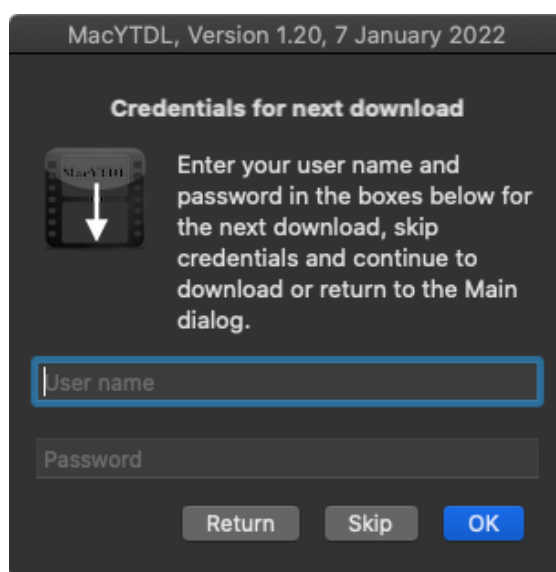 MacYTDL, Version 1.20, 7 January 2022
Credentials for next download
MacYTDL
Enter your user name and
password in the boxes below for
the next download, skip
credentials and continue to
download or return to the Main
dialog.
User name
Password
Return Skip OK